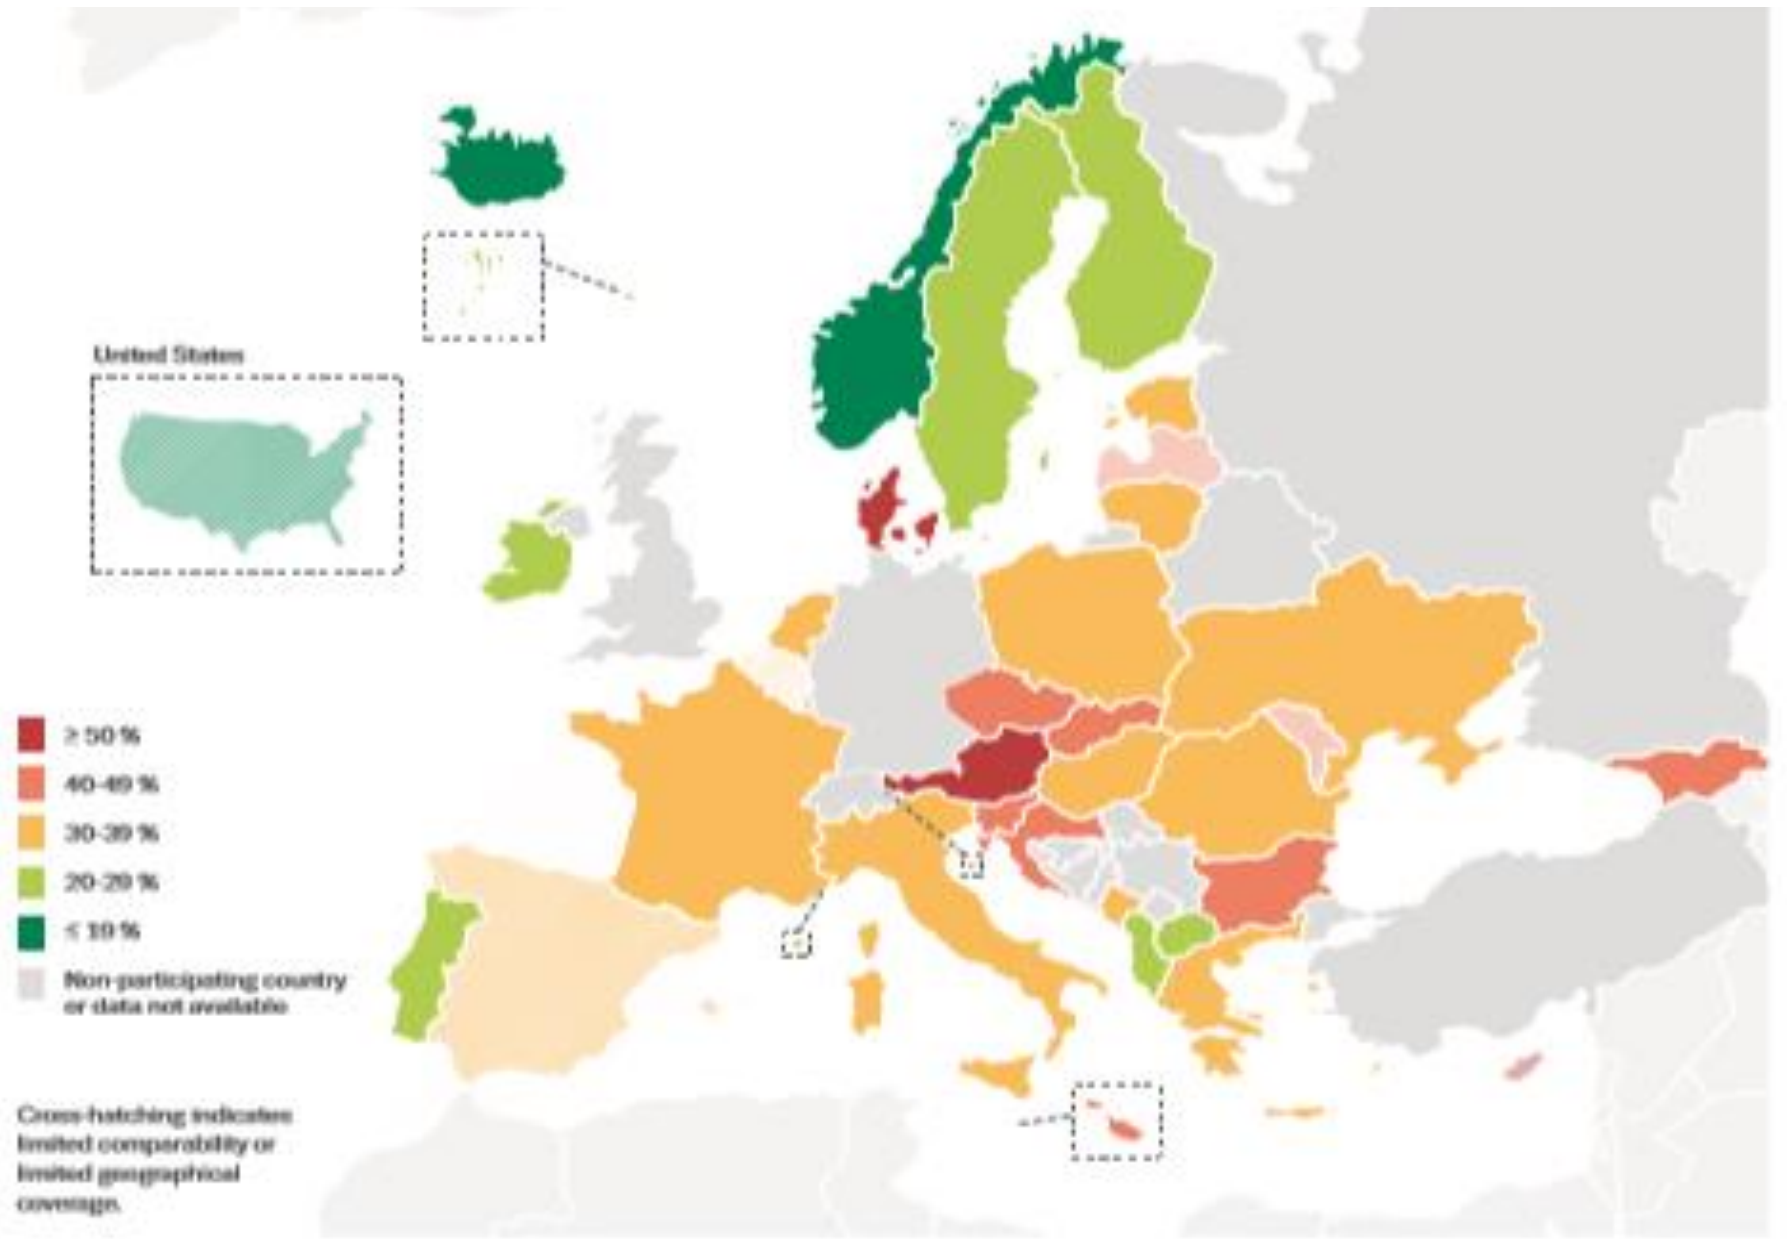 United States
≥ 50 %
40-49 %
30-39 %
20-29 %
≤ 19 %
Non-participating country
or data not available
Cross-hatching indicates
limited comparability or
limited geographical
coverage.